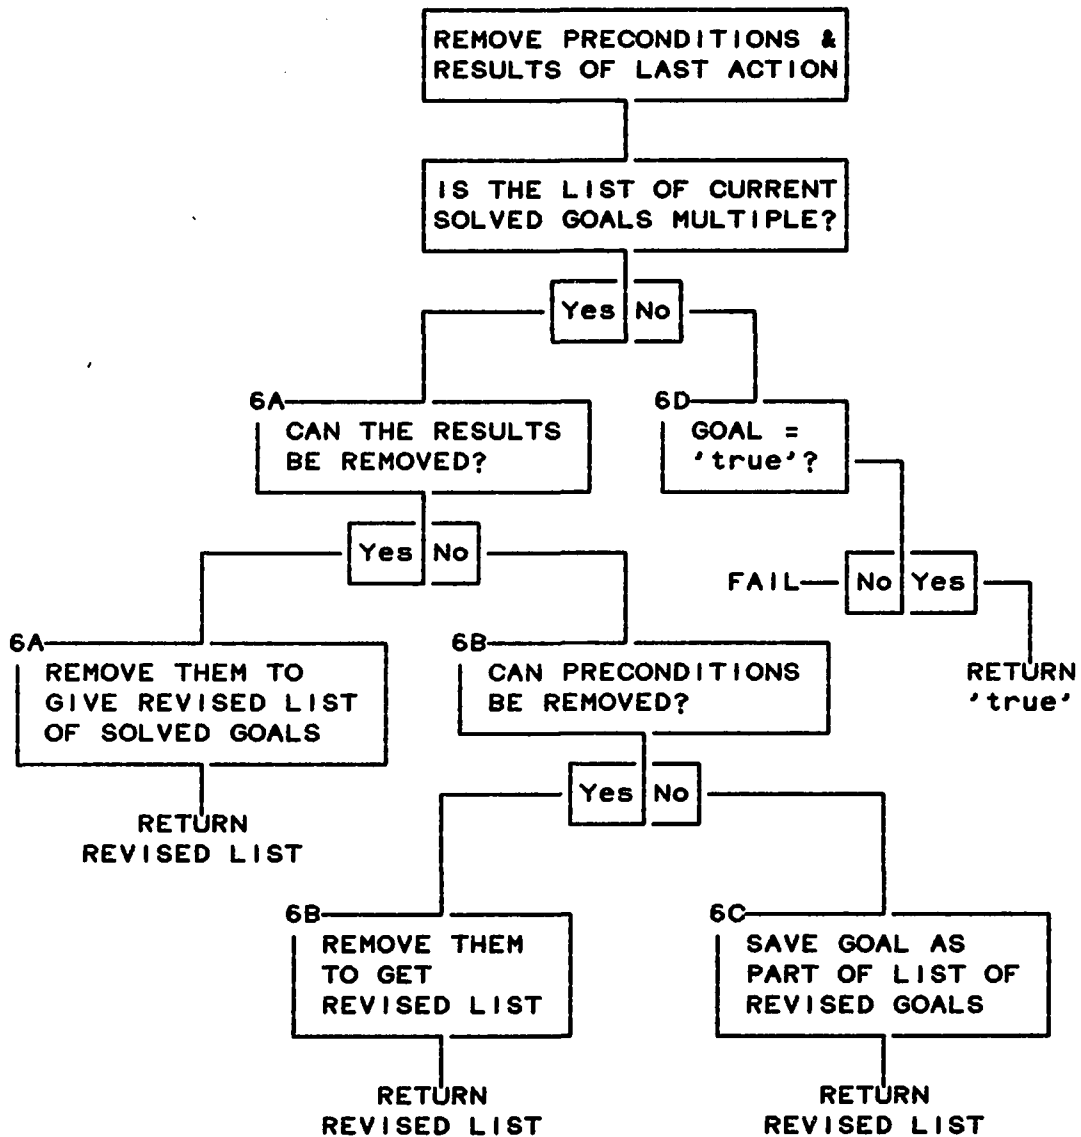 REMOVE PRECONDITIONS &
RESULTS OF LAST ACTION
IS THE LIST OF CURRENT
SOLVED GOALS MULTIPLE?
Yes No
6A
CAN THE RESULTS
BE REMOVED?
6D
GOAL =
'true'?
Yes No
FAIL
No Yes
RETURN
'true'
6A
REMOVE THEM TO
GIVE REVISED LIST
OF SOLVED GOALS
RETURN
REVISED LIST
6B
CAN PRECONDITIONS
BE REMOVED?
Yes No
6B
REMOVE THEM
TO GET
REVISED LIST
RETURN
REVISED LIST
6C
SAVE GOAL AS
PART OF LIST OF
REVISED GOALS
RETURN
REVISED LIST